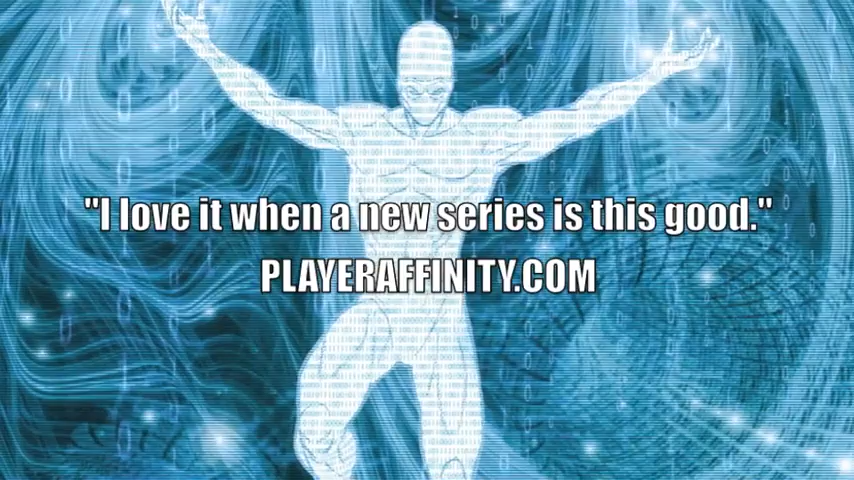 "I love it when a new series is this good."
PLAYERAFFINITY.COM